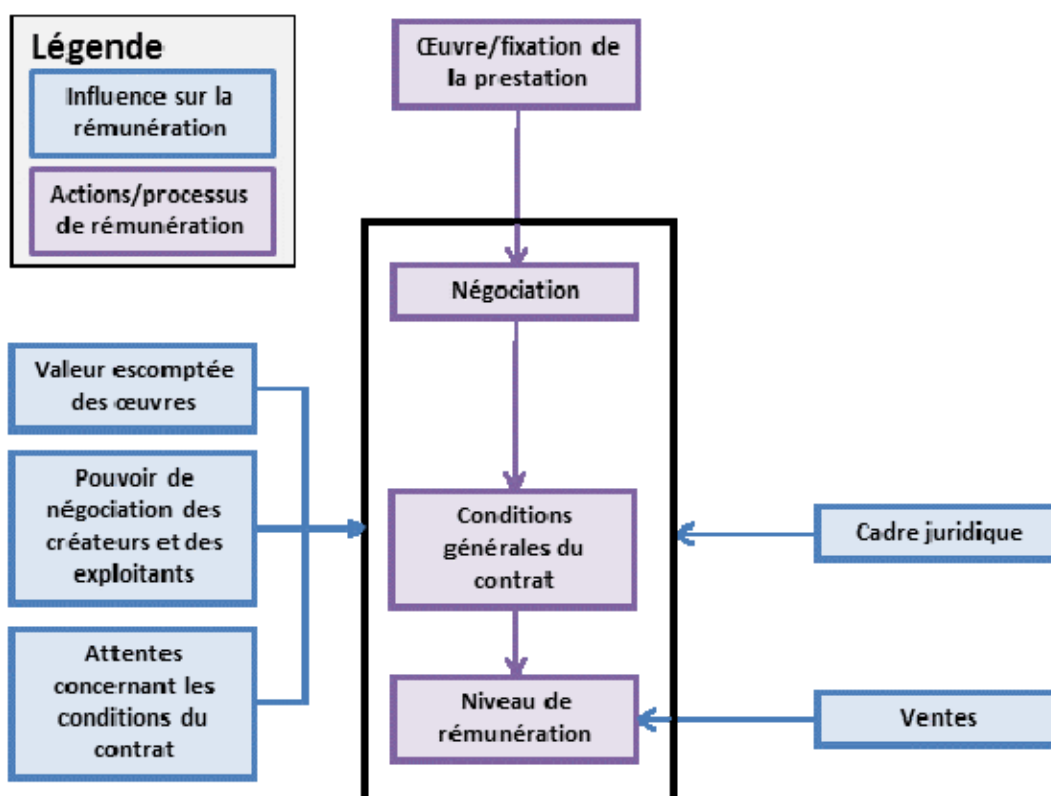 Légende
Influence sur la
rémunération
Actions/processus
de rémunération
Œuvre/fixation de
la prestation
Négociation
Valeur escomptée
des œuvres
Pouvoir de
négociation des
créateurs et des
exploitants
Attentes
concernant les
conditions du
contrat
Conditions
générales du
contrat
Niveau de
rémunération
Cadre juridique
Ventes